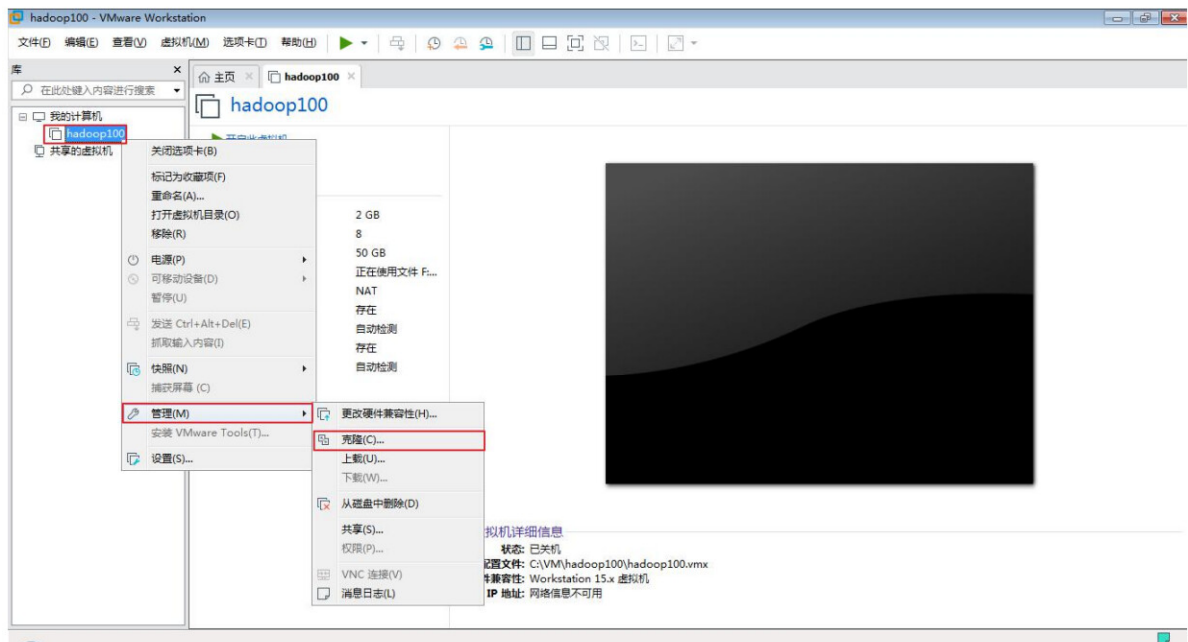 hadoop100 - VMware Workstation
文件(F) 编辑(E) 查看(V) 虚拟机(M) 选项卡(T) 帮助(H)
库
在此处键入内容进行搜索
我的计算机
hadoop100
共享的虚拟机
主页
hadoop100
hadoop100
开启此虚拟机
关闭选项卡(B)
标记为收藏项(F)
重命名(A)...
打开虚拟机目录(O)
移除(R)
电源(P)
可移动设备(D)
暂停(U)
发送 Ctrl+Alt+Del(E)
抓取输入内容(I)
快照(N)
捕获屏幕 (C)
管理(M)
安装 VMware Tools(T)...
设置(S)...
2 GB
8
50 GB
正在使用文件 F:...
NAT
存在
自动检测
存在
自动检测
更改硬件兼容性(H)...
克隆(C)...
上载(U)...
下载(W)...
从磁盘中删除(D)
共享(S)...
权限(P)...
VNC 连接(V)
消息日志(L)
拟机详细信息
状态: 已关机
配置文件: C:\VM\hadoop100\hadoop100.vmx
件兼容性: Workstation 15.x 虚拟机
IP 地址: 网络信息不可用